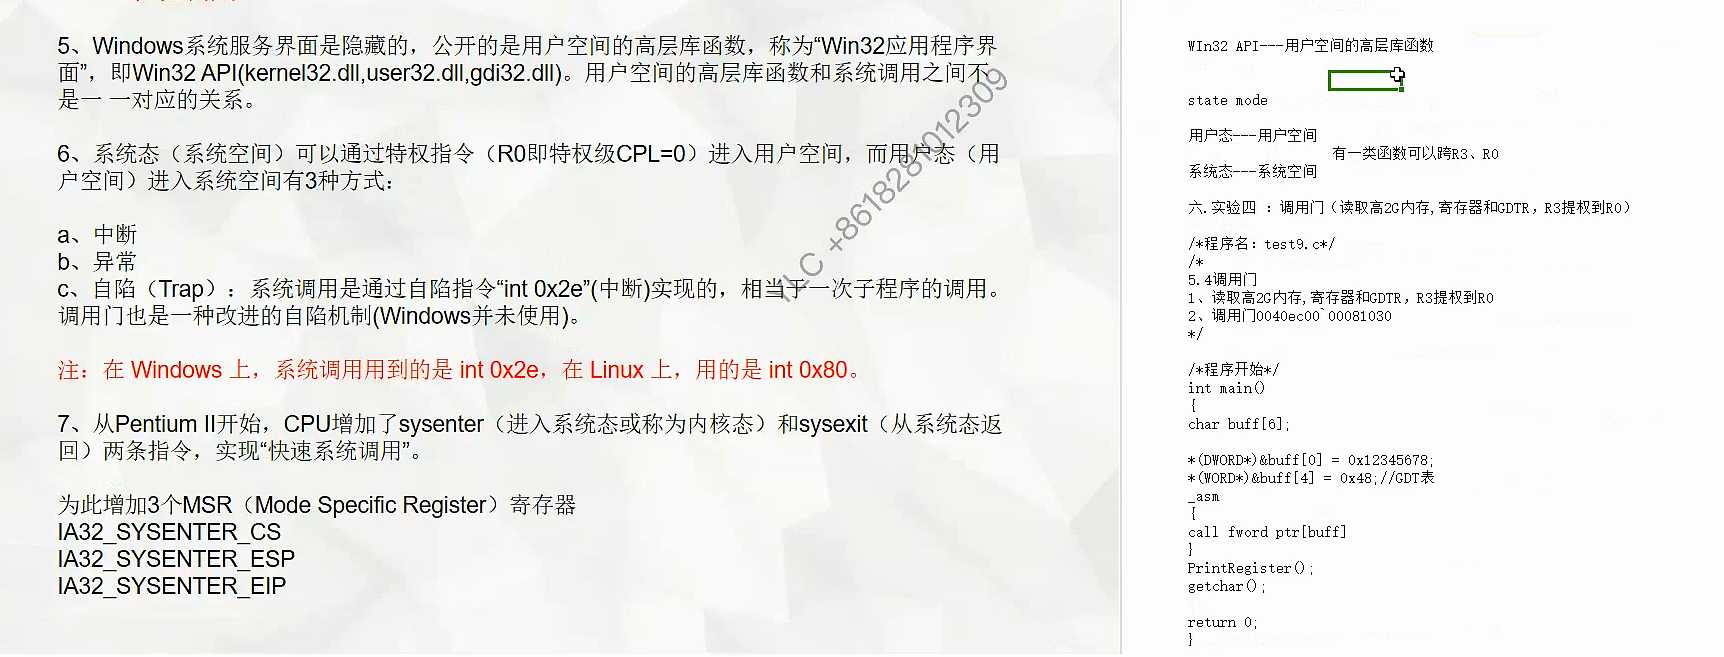 5、Windows系统服务界面是隐藏的，公开的是用户空间的高层库函数，称为“Win32应用程序界
面”，即Win32 API(kernel32.dll,user32.dll,gdi32.dll)。用户空间的高层库函数和系统调用之间不
是一 一对应的关系。
6、系统态（系统空间）可以通过特权指令（R0即特权级CPL=0）进入用户空间，而用户态（用
户空间）进入系统空间有3种方式：
a、中断
b、异常
c、自陷（Trap）：系统调用是通过自陷指令“int 0x2e”(中断)实现的，相当于一次子程序的调用。
调用门也是一种改进的自陷机制(Windows并未使用)。
注：在 Windows 上，系统调用用到的是 int 0x2e，在 Linux 上，用的是 int 0x80。
7、从Pentium II开始，CPU增加了sysenter（进入系统态或称为内核态）和sysexit（从系统态返
回）两条指令，实现“快速系统调用”。
为此增加3个MSR（Mode Specific Register）寄存器
IA32_SYSENTER_CS
IA32_SYSENTER_ESP
IA32_SYSENTER_EIP
TLC +8618281012309
WIn32 API---用户空间的高层库函数
state mode
用户态---用户空间
有一类函数可以跨R3、R0
系统态---系统空间
六.实验四 ：调用门（读取高2G内存,寄存器和GDTR，R3提权到R0）
/*程序名：test9.c*/
/*
5.4调用门
1、读取高2G内存,寄存器和GDTR，R3提权到R0
2、调用门0040ec00`00081030
*/
/*程序开始*/
int main()
{
char buff[6];
*(DWORD*)&buff[0] = 0x12345678;
*(WORD*)&buff[4] = 0x48;//GDT表
_asm
{
call fword ptr[buff]
}
PrintRegister();
getchar();
return 0;
}